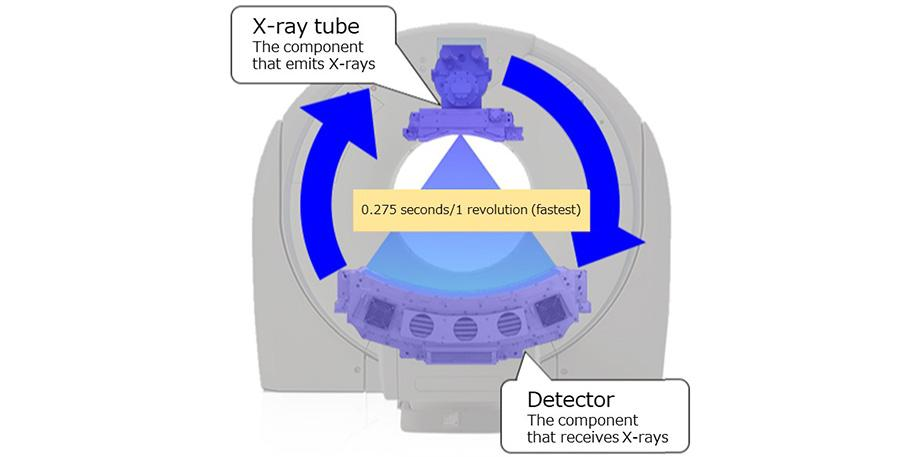 X-ray tube
The component
that emits X-rays
0.275 seconds/1 revolution (fastest)
Detector
The component
that receives X-rays